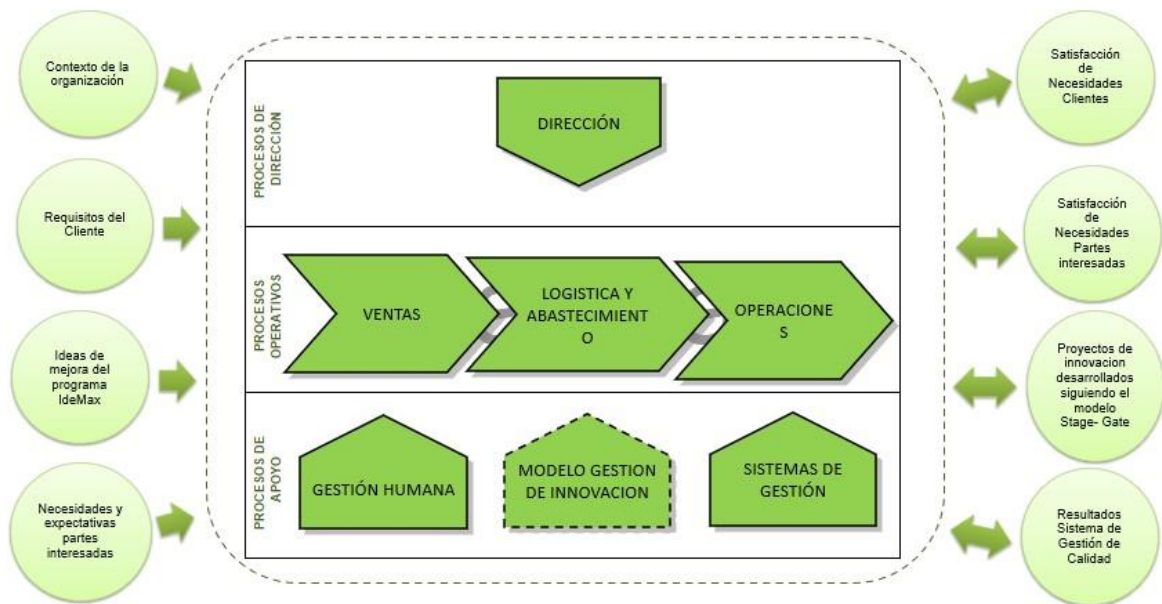 Contexto de la
organización
Requisitos del
Cliente
Ideas de
mejora del
programa
IdeMax
Necesidades y
expectativas
partes
interesadas
PROCESOS DE
DIRECCIÓN
DIRECCIÓN
PROCESOS
OPERATIVOS
VENTAS
LOGISTICA Y
ABASTECIMIENT
O
OPERACIONE
S
PROCESOS DE
APOYO
GESTIÓN HUMANA
MODELO GESTION
DE INNOVACION
SISTEMAS DE
GESTIÓN
Satisfacción
de
Necesidades
Clientes
Satisfacción
de
Necesidades
Partes
interesadas
Proyectos de
innovacion
desarrollados
siguiendo el
modelo
Stage- Gate
Resultados
Sistema de
Gestión de
Calidad